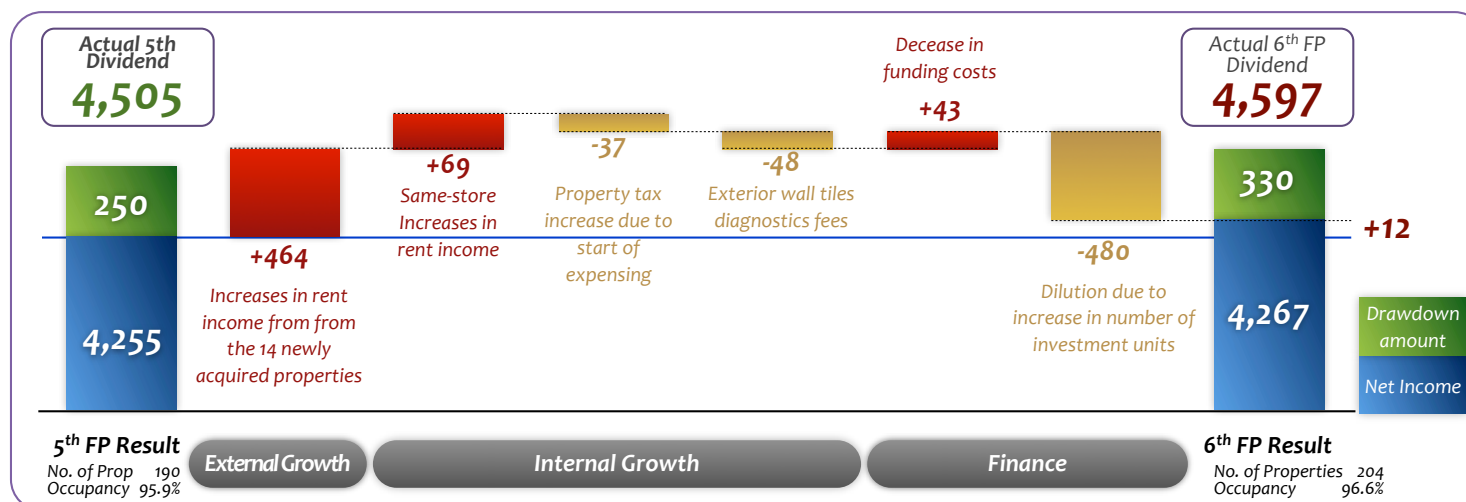 Actual 5th
Dividend
4,505
250
4,255
+464
Increases in rent
income from from
the 14 newly
acquired properties
+69
Same-store
Increases in
rent income
-37
Property tax
increase due to
start of
expensing
-48
Exterior wall tiles
diagnostics fees
Decease in
funding costs
+43
-480
Dilution due to
increase in number of
investment units
Actual 6th FP
Dividend
4,597
330
4,267
+12
Drawdown
amount
Net Income
5th FP Result
No. of Prop 190
Occupancy 95.9%
External Growth
Internal Growth
Finance
6th FP Result
No. of Properties 204
Occupancy 96.6%